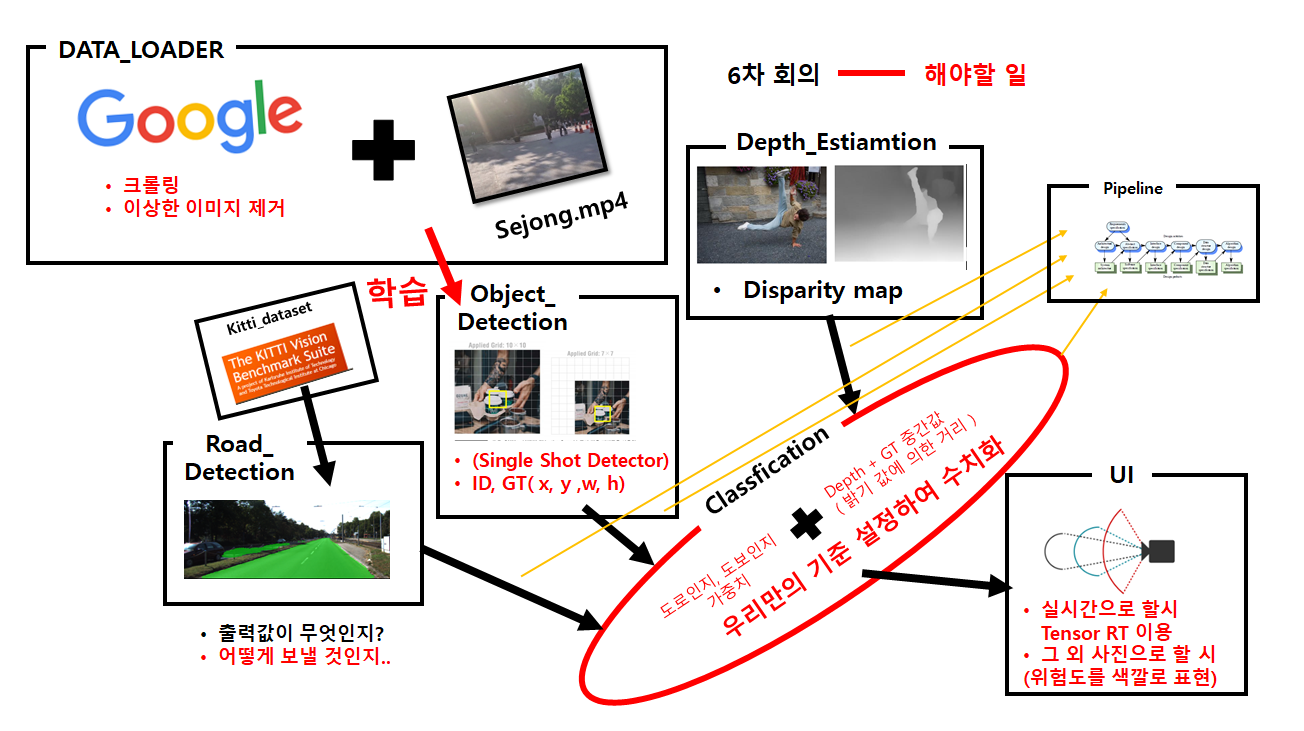 DATA_LOADER
Google
크롤링
이상한 이미지 제거
Sejong.mp4
6차 회의
해야할 일
Depth_Estiamtion
Disparity map
Pipeline
학습
Kitti_dataset
The KITTI Vision
Benchmark Suite
A project of Karlsruhe Institute of Technology
and Toyota Technological Institute at Chicago
Object_
Detection
Applied Grid: 10 × 10
Applied Grid: 7 × 7
(Single Shot Detector)
ID, GT( x, y ,w, h)
Road_
Detection
출력값이 무엇인지?
어떻게 보낼 것인지..
Classfication
도로인지, 도보인지
가중치
Depth + GT 중간값
( 밝기 값에 의한 거리 )
우리만의 기준 설정하여 수치화
UI
실시간으로 할시
Tensor RT 이용
그 외 사진으로 할 시
(위험도를 색깔로 표현)